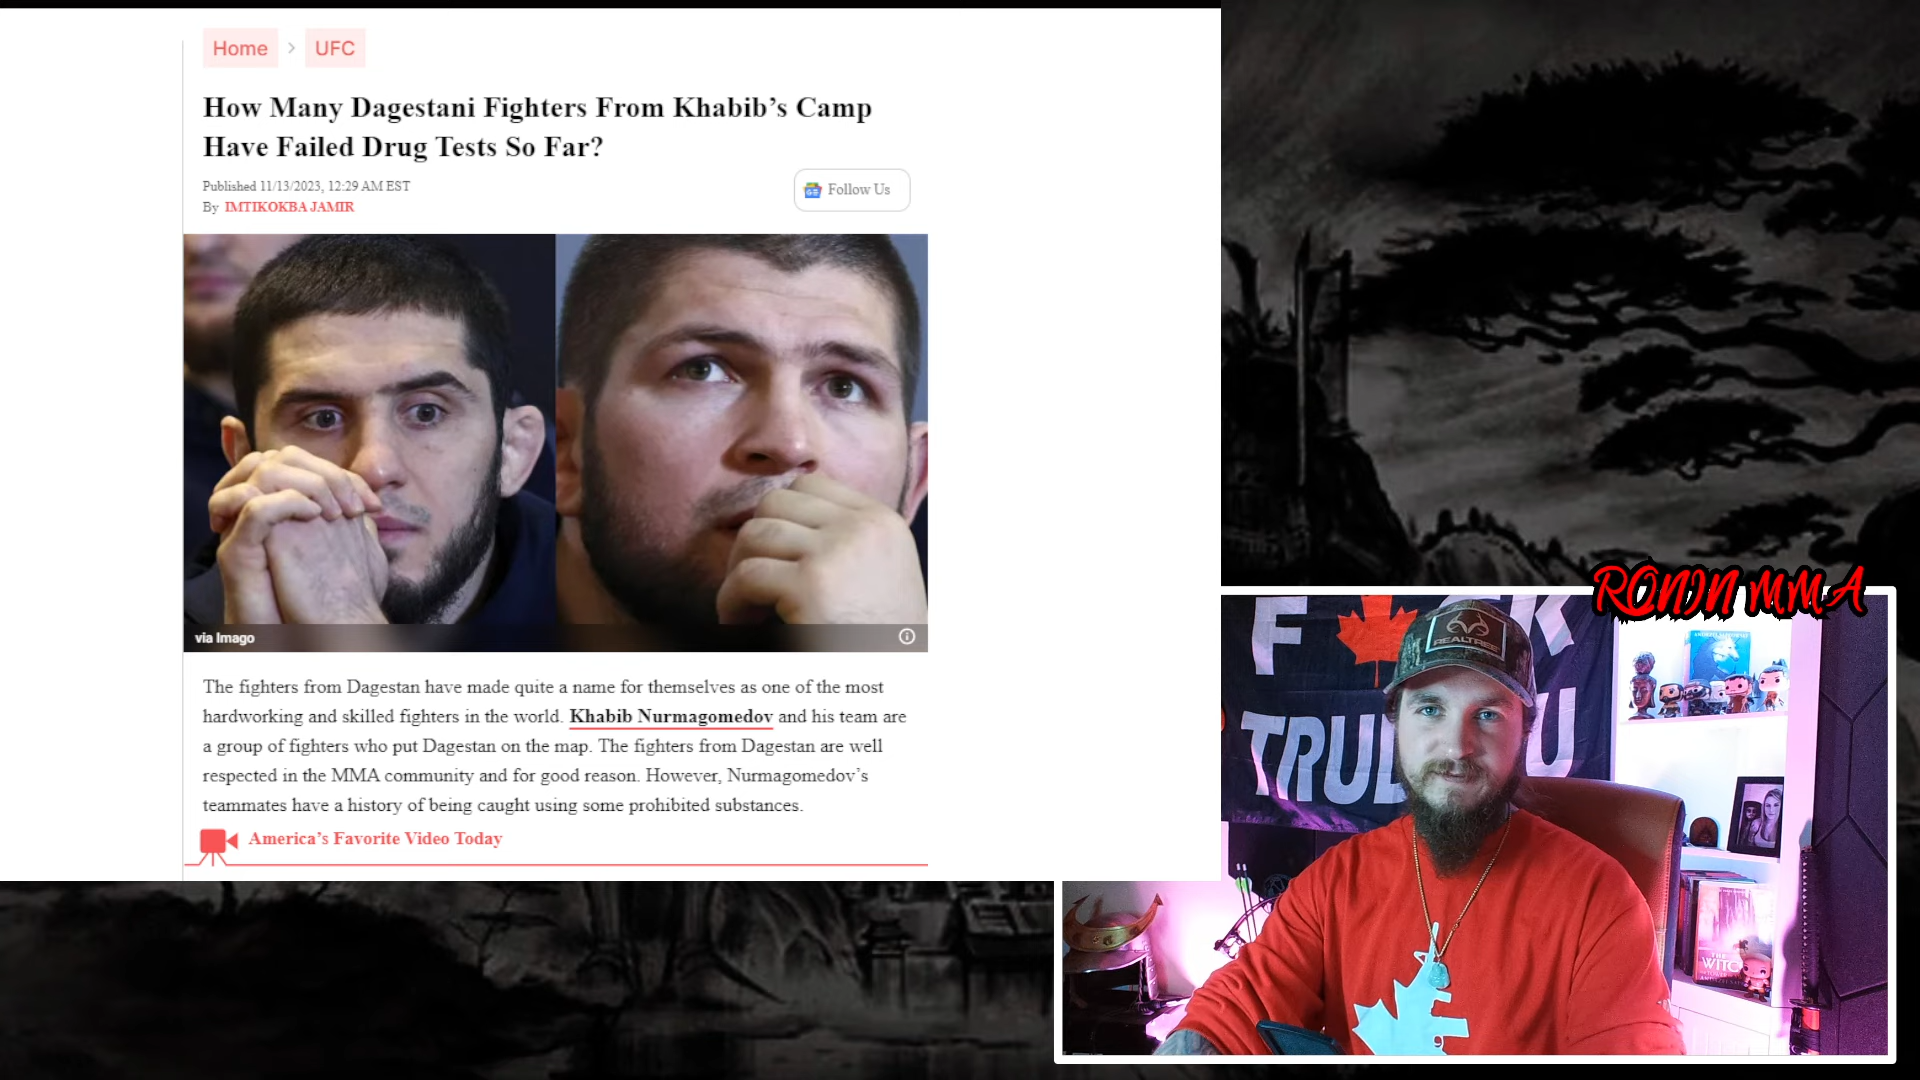 Home > UFC
How Many Dagestani Fighters From Khabib’s Camp
Have Failed Drug Tests So Far?
Published 11/13/2023, 12:29 AM EST
By IMTIKOKBA JAMIR
Follow Us
via Imago
The fighters from Dagestan have made quite a name for themselves as one of the most
hardworking and skilled fighters in the world. Khabib Nurmagomedov and his team are
a group of fighters who put Dagestan on the map. The fighters from Dagestan are well
respected in the MMA community and for good reason. However, Nurmagomedov’s
teammates have a history of being caught using some prohibited substances.
America’s Favorite Video Today
RONIN MMA
REALTREE
THE